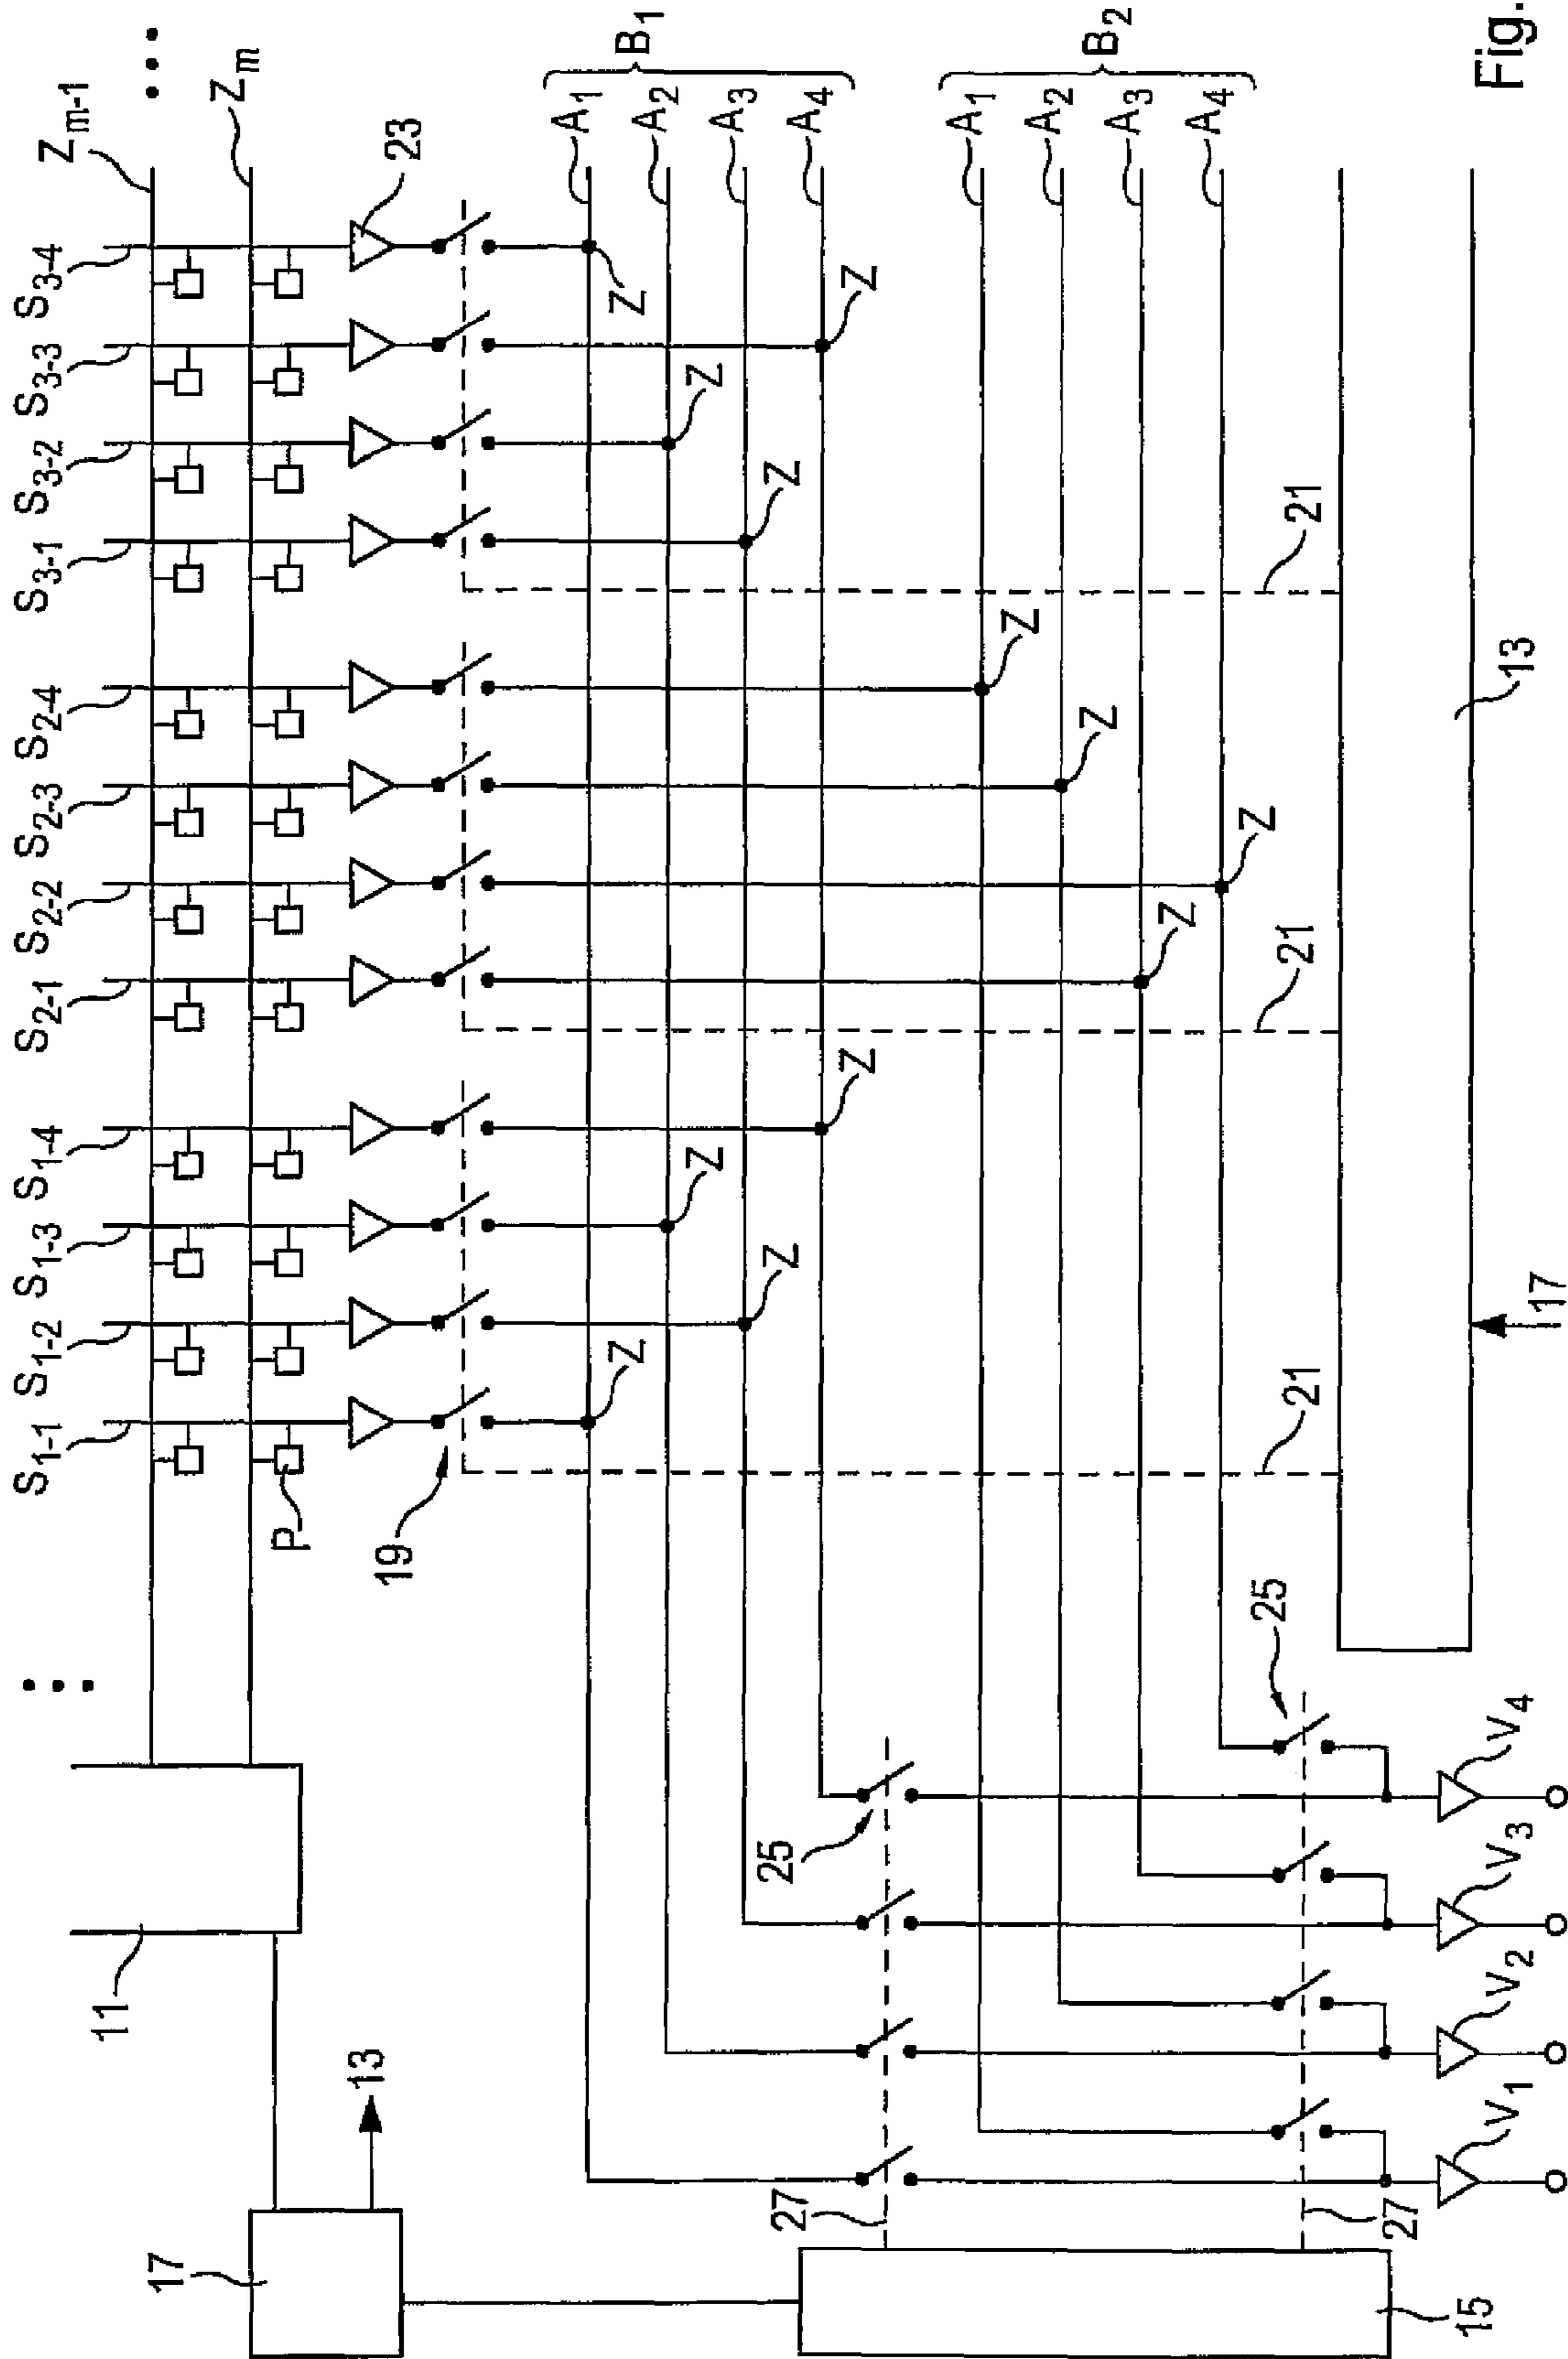 S1-1 S1-2 S1-3 S1-4 S2-1 S2-2 S2-3 S2-4 S3-1 S3-2 S3-3 S3-4 Zm-1
11
17
Zm
P
13
19 23
A1
Z Z B1
A2
Z Z
A3
Z Z
27 25 A4
Z Z
A1
Z
A2
Z B2
A3
Z
A4
Z
25
21 21 21
27
15 13
V1 V2 V3 V4
Fig.
17